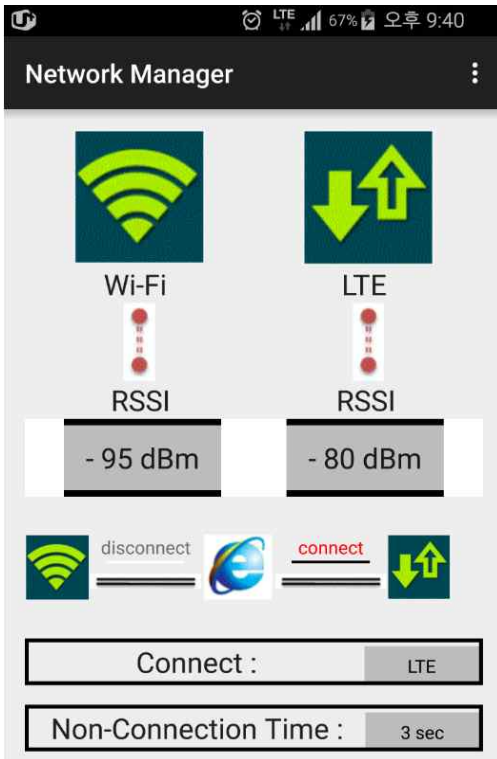 LTE 67% 오후 9:40
Network Manager
Wi-Fi LTE
RSSI RSSI
- 95 dBm - 80 dBm
disconnect connect
Connect : LTE
Non-Connection Time : 3 sec